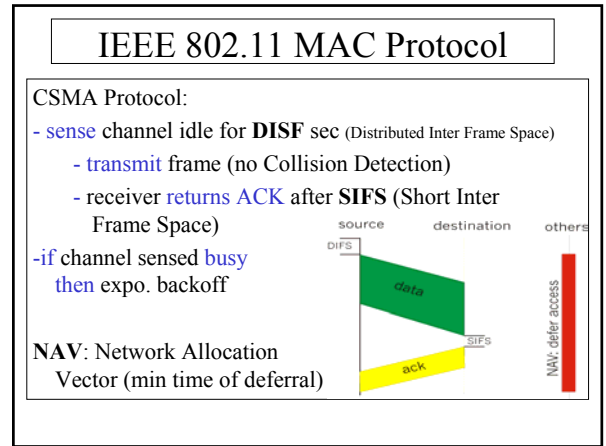 IEEE 802.11 MAC Protocol
CSMA Protocol:
- sense channel idle for DISF sec (Distributed Inter Frame Space)
- transmit frame (no Collision Detection)
- receiver returns ACK after SIFS (Short Inter
Frame Space)
-if channel sensed busy
then expo. backoff
NAV: Network Allocation
Vector (min time of deferral)
source destination others
DIFS
data
SIFS
ack
NAV: defer access